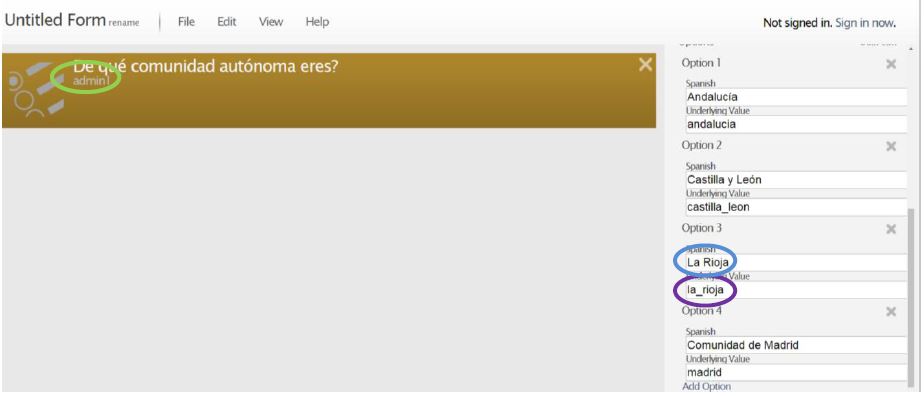 Untitled Form rename File Edit View Help
Not signed in. Sign in now.
De qué comunidad autónoma eres?
admin1
Option 1
Spanish
Andalucía
Underlying Value
andalucia
Option 2
Spanish
Castilla y León
Underlying Value
castilla_leon
Option 3
Spanish
La Rioja
Underlying Value
la_rioja
Option 4
Spanish
Comunidad de Madrid
Underlying Value
madrid
Add Option